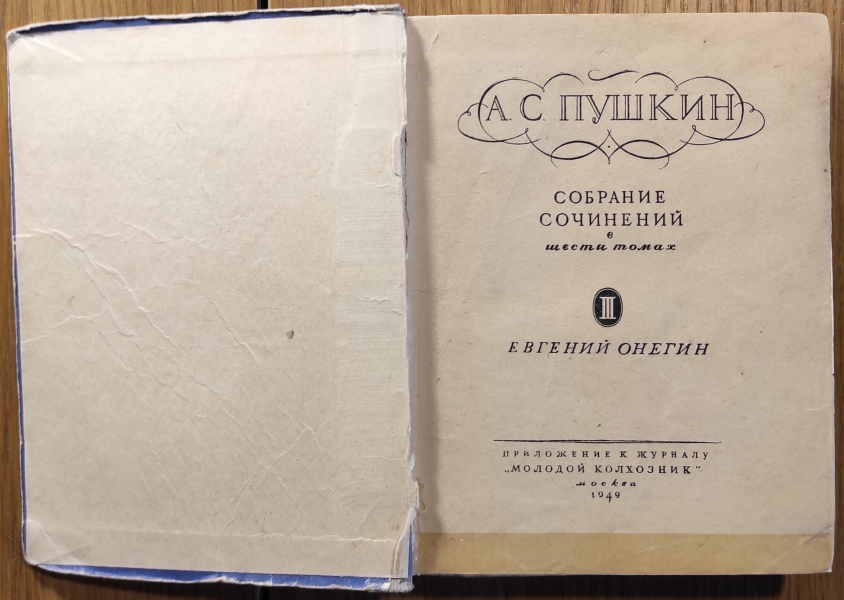 А. С. ПУШКИН
СОБРАНИЕ
СОЧИНЕНИЙ
в
шести томах
III
ЕВГЕНИЙ ОНЕГИН
ПРИЛОЖЕНИЕ К ЖУРНАЛУ
„МОЛОДОЙ КОЛХОЗНИК“
москва
1949